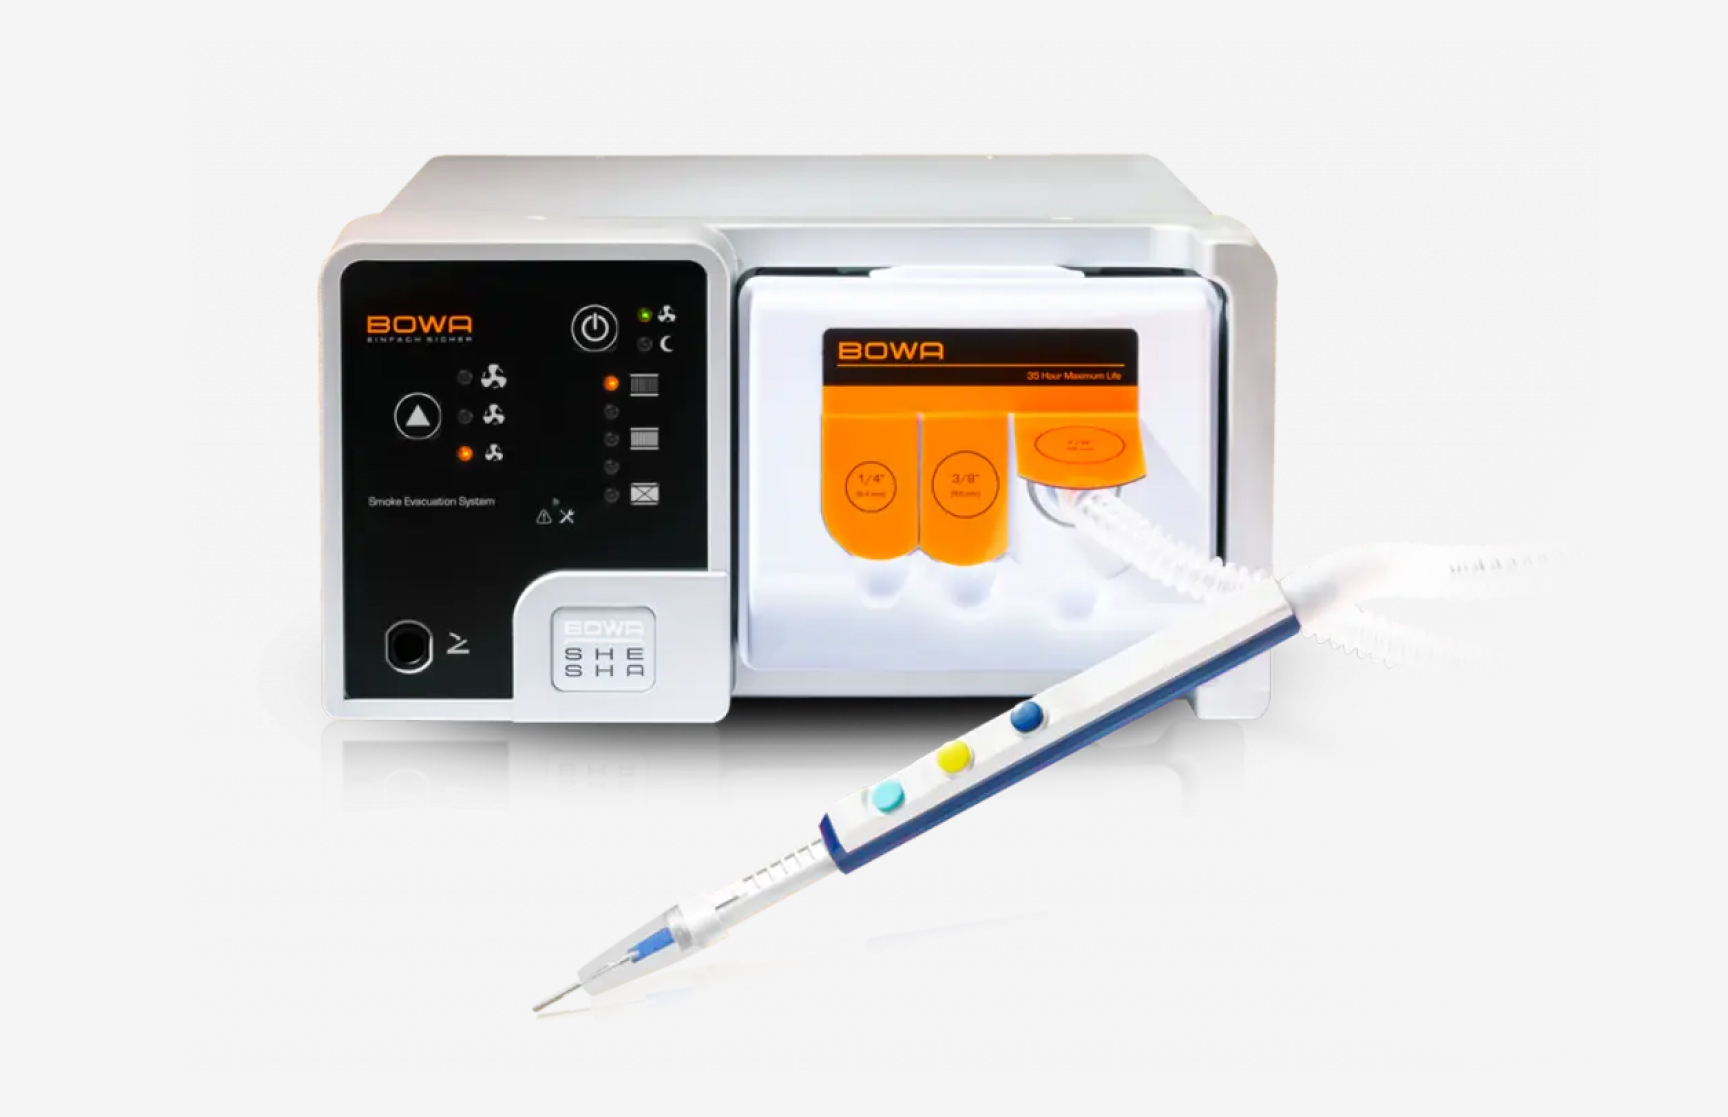 BOWA
EINFACH SICHER
Smoke Evacuation System
BOWA
SHE
SHA
BOWA
35 Hour Maximum Life
1/4"
3/8"